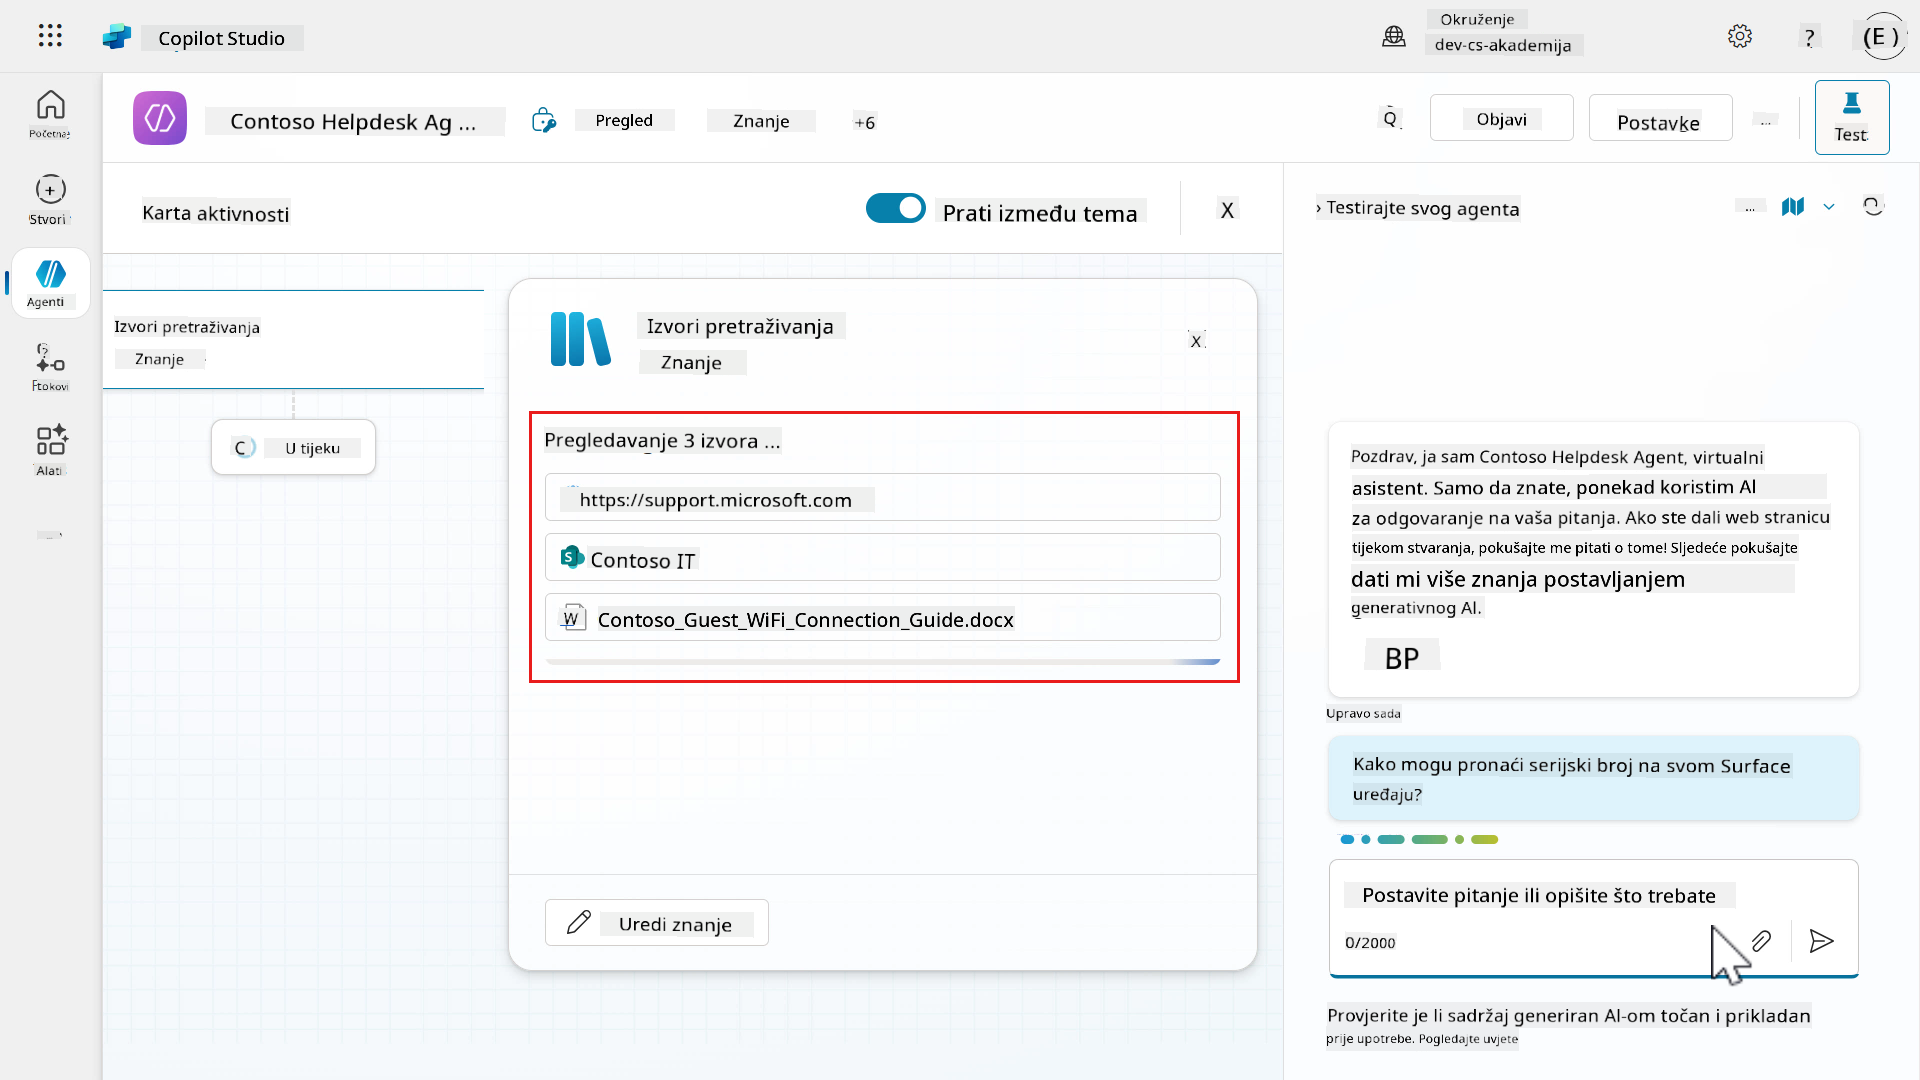 Copilot Studio
Okruženje
dev-cs-akademija
?
(E )
Početna
Contoso Helpdesk Ag ...
Pregled
Znanje
+6
Q
Objavi
Postavke
...
Test
Stvori
Karta aktivnosti
Prati između tema
X
› Testirajte svog agenta
...
Agenti
Izvori pretraživanja
Znanje
Izvori pretraživanja
Znanje
X
Alati
C U tijeku
Pregledavanje 3 izvora ...
https://support.microsoft.com
Contoso IT
Contoso_Guest_WiFi_Connection_Guide.docx
Uredi znanje
Pozdrav, ja sam Contoso Helpdesk Agent, virtualni
asistent. Samo da znate, ponekad koristim AI
za odgovaranje na vaša pitanja. Ako ste dali web stranicu
tijekom stvaranja, pokušajte me pitati o tome! Sljedeće pokušajte
dati mi više znanja postavljanjem
generativnog AI.
BP
Upravo sada
Kako mogu pronaći serijski broj na svom Surface
uređaju?
Postavite pitanje ili opišite što trebate
0/2000
Provjerite je li sadržaj generiran AI-om točan i prikladan
prije upotrebe. Pogledajte uvjete